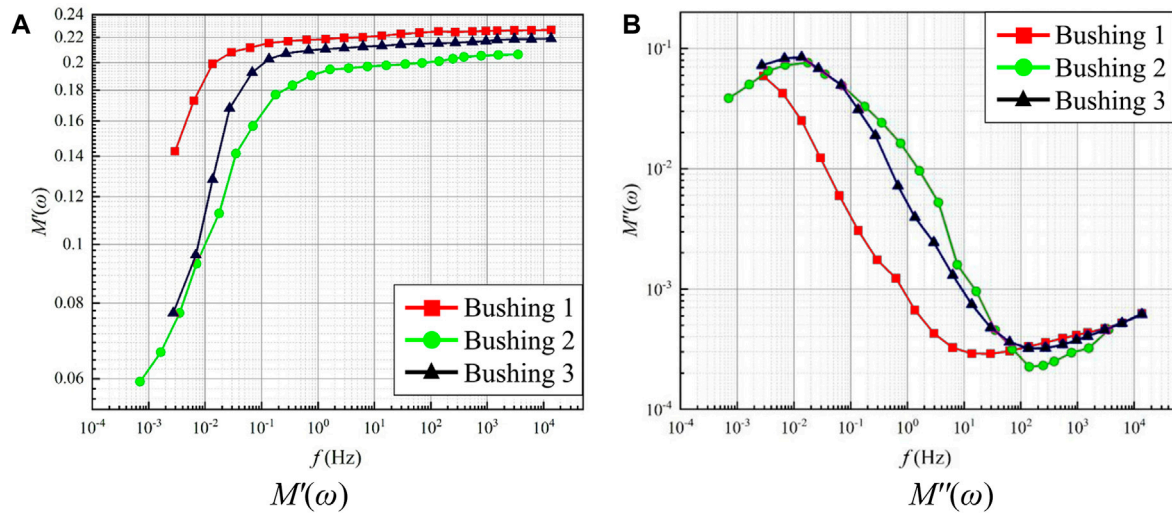 A
0.24
0.22
0.2
0.18
0.16
0.14
0.12
0.1
0.08
0.06
M′(ω)
Bushing 1
Bushing 2
Bushing 3
10⁻⁴ 10⁻³ 10⁻² 10⁻¹ 10⁰ 10¹ 10² 10³ 10⁴
f (Hz)
M′(ω)
B
10⁻¹
10⁻²
10⁻³
10⁻⁴
M″(ω)
Bushing 1
Bushing 2
Bushing 3
10⁻⁴ 10⁻³ 10⁻² 10⁻¹ 10⁰ 10¹ 10² 10³ 10⁴
f (Hz)
M″(ω)